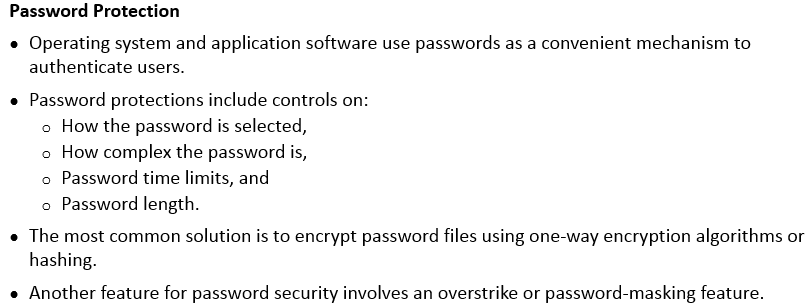 Password Protection
• Operating system and application software use passwords as a convenient mechanism to
authenticate users.
• Password protections include controls on:
o How the password is selected,
o How complex the password is,
o Password time limits, and
o Password length.
• The most common solution is to encrypt password files using one-way encryption algorithms or
hashing.
• Another feature for password security involves an overstrike or password-masking feature.